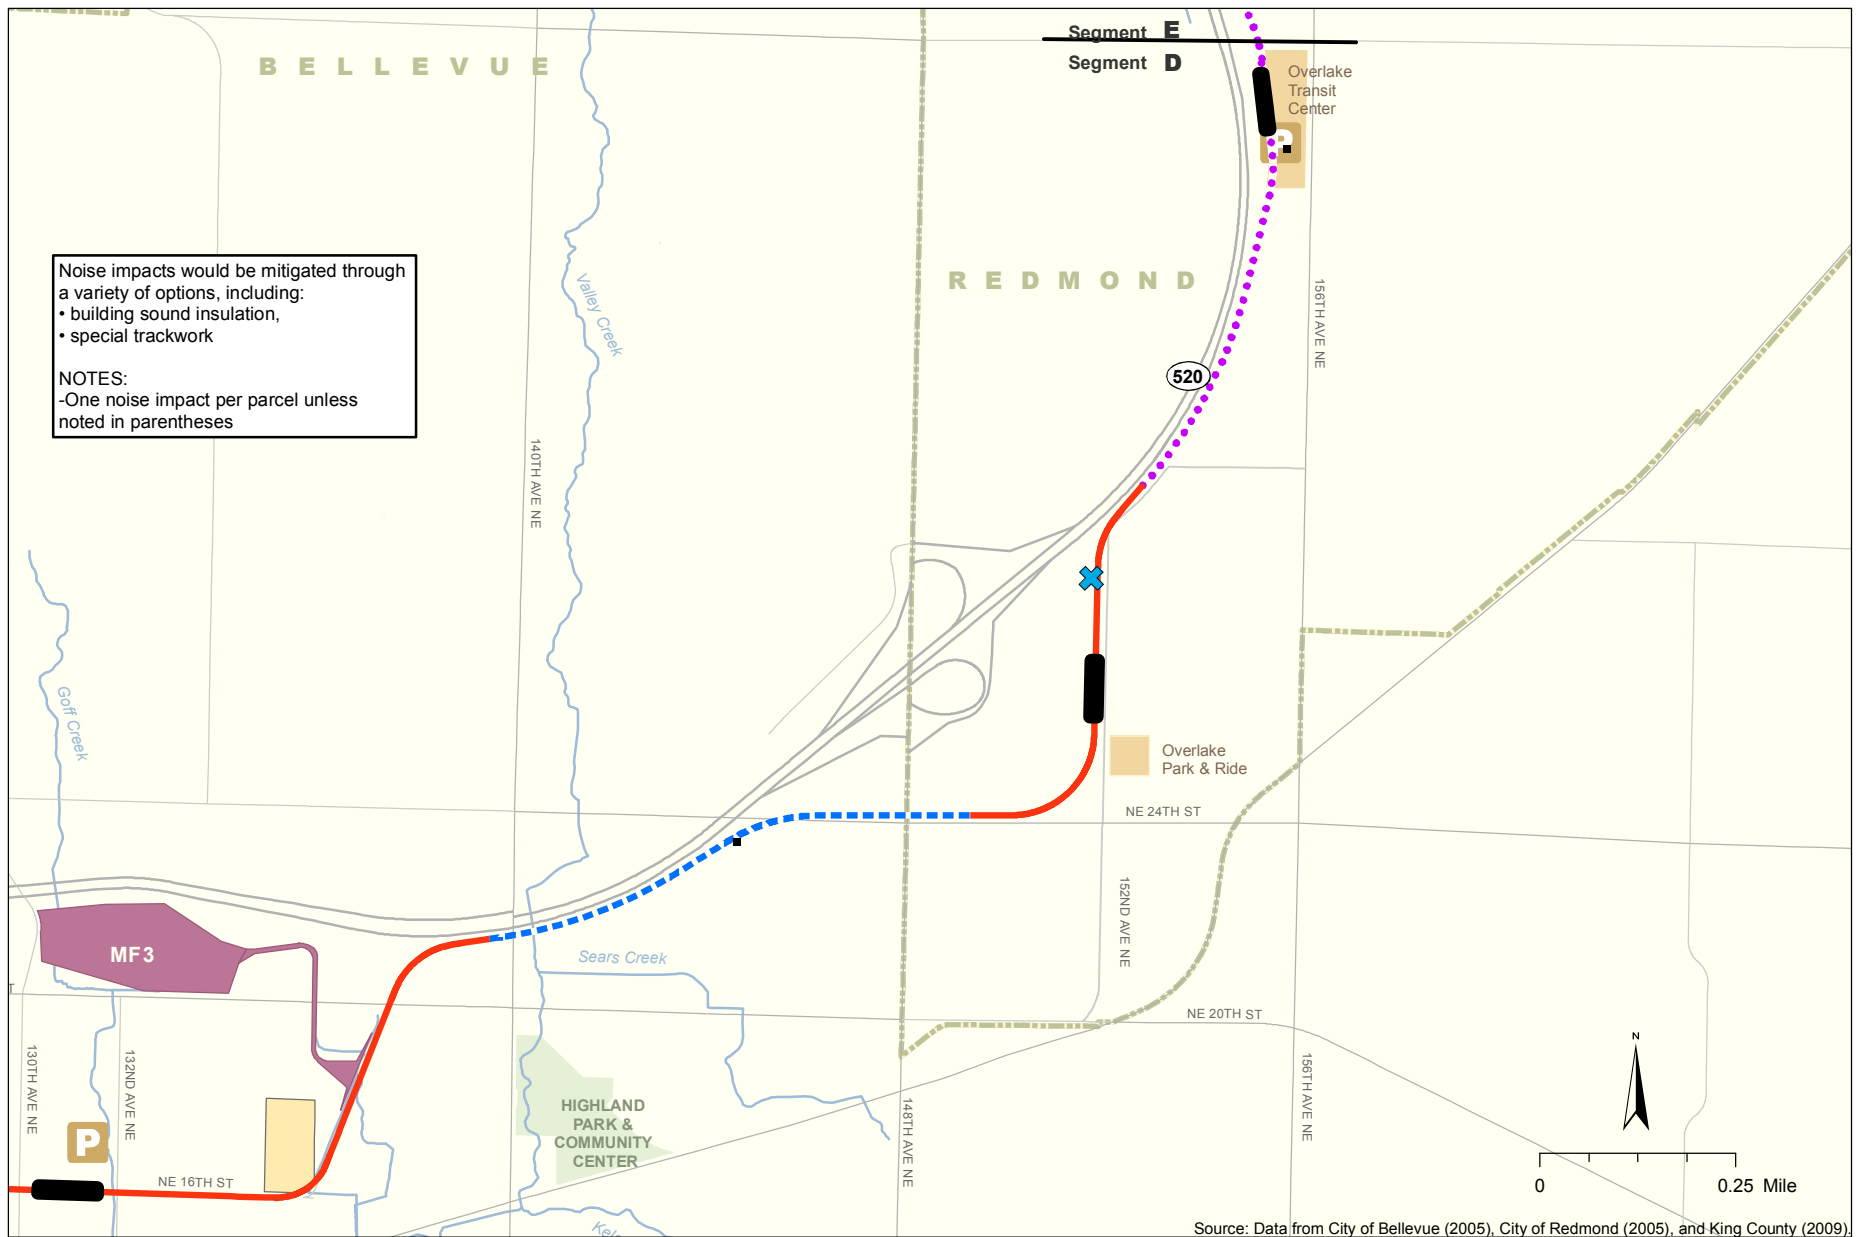 Segment E
Segment D
BELLEVUE
Overlake
Transit
Center
P
Noise impacts would be mitigated through
a variety of options, including:
• building sound insulation,
• special trackwork
NOTES:
-One noise impact per parcel unless
noted in parentheses
Valley Creek
REDMOND
156TH AVE NE
520
140TH AVE NE
Goff Creek
Overlake
Park & Ride
NE 24TH ST
152ND AVE NE
MF3
Sears Creek
T
NE 20TH ST
130TH AVE NE
132ND AVE NE
P
HIGHLAND
PARK &
COMMUNITY
CENTER
148TH AVE NE
156TH AVE NE
N
NE 16TH ST
0 0.25 Mile
Source: Data from City of Bellevue (2005), City of Redmond (2005), and King County (2009).